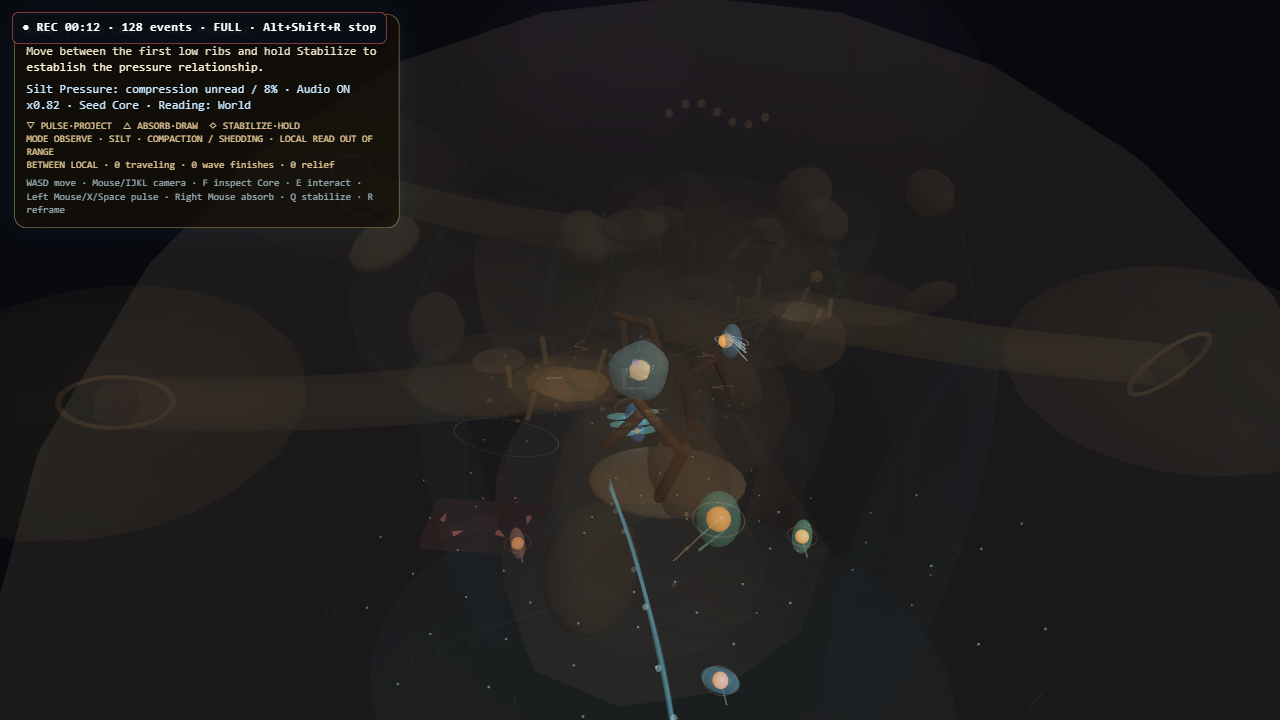 ● REC 00:12 · 128 events · FULL · Alt+Shift+R stop
Move between the first low ribs and hold Stabilize to
establish the pressure relationship.
Silt Pressure: compression unread / 8% · Audio ON
x0.82 · Seed Core · Reading: World
▽ PULSE·PROJECT △ ABSORB·DRAW ◇ STABILIZE·HOLD
MODE OBSERVE · SILT · COMPACTION / SHEDDING · LOCAL READ OUT OF
RANGE
BETWEEN LOCAL · 0 traveling · 0 wave finishes · 0 relief
WASD move · Mouse/IJKL camera · F inspect Core · E interact ·
Left Mouse/X/Space pulse · Right Mouse absorb · Q stabilize · R
reframe